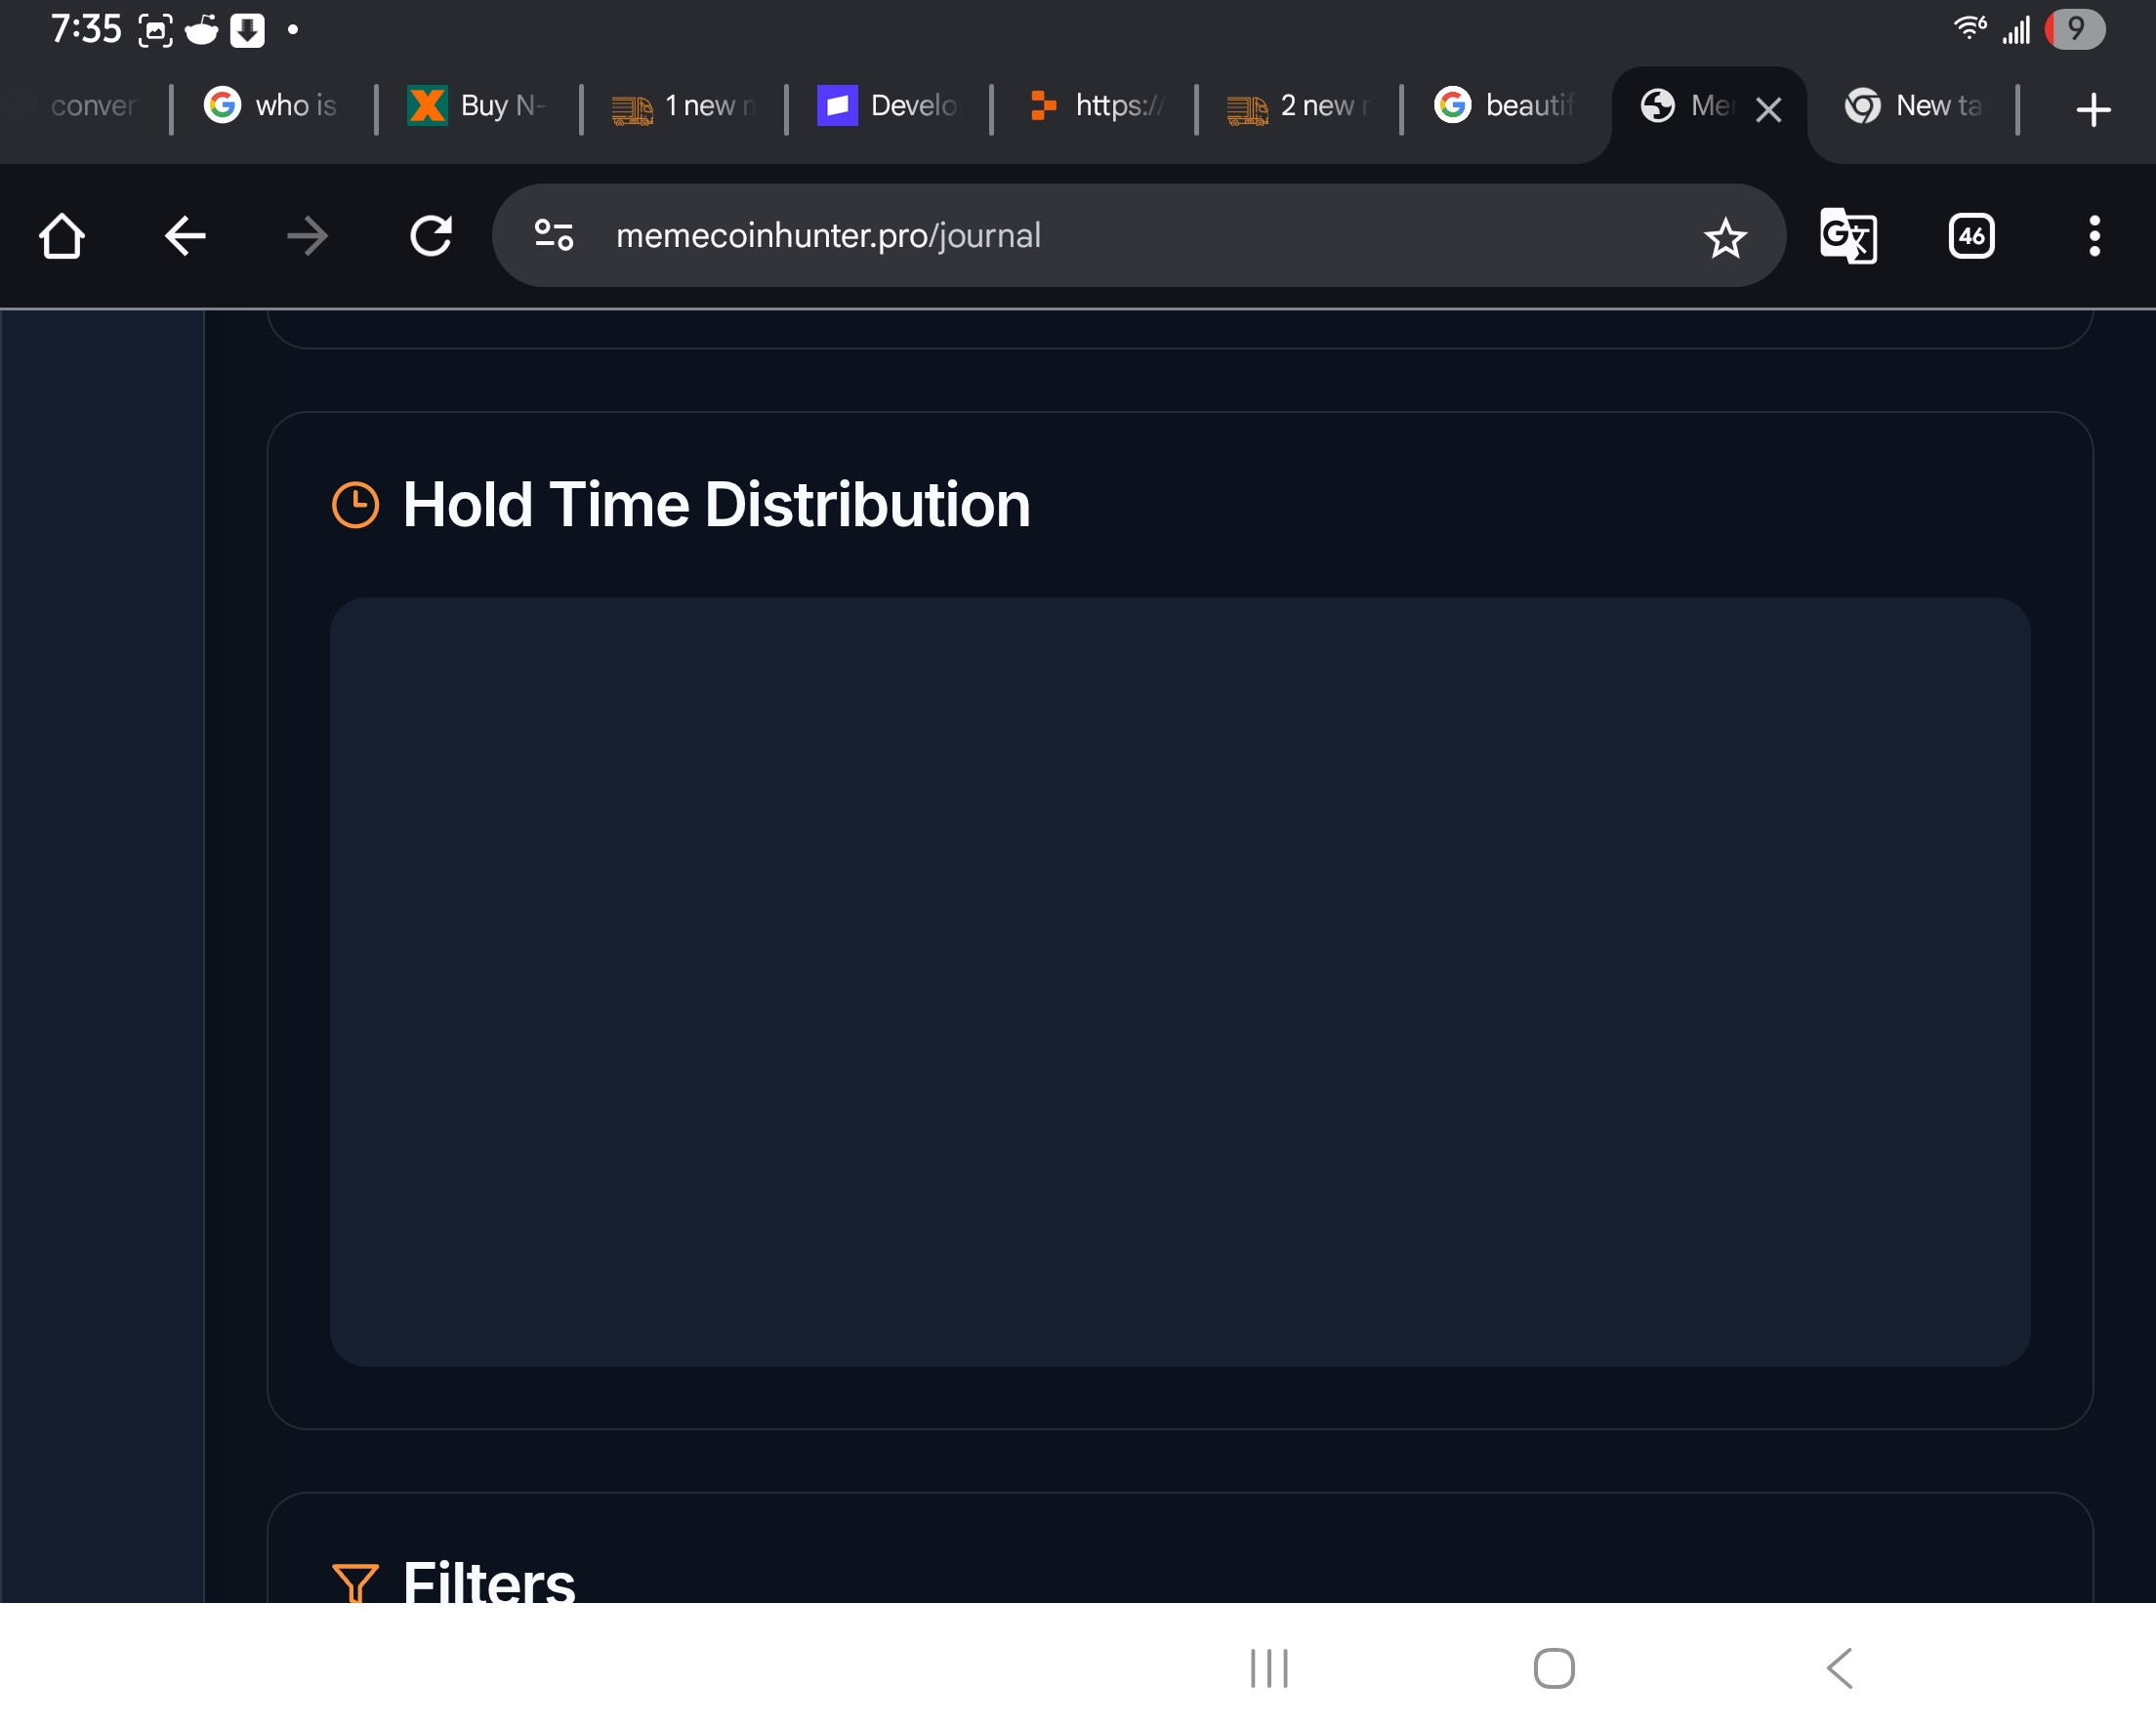 7:35
9
conver
who is
Buy N-
1 new
Develo
https://
2 new
beautif
Me
New ta
memecoinhunter.pro/journal
46
Hold Time Distribution
Filters